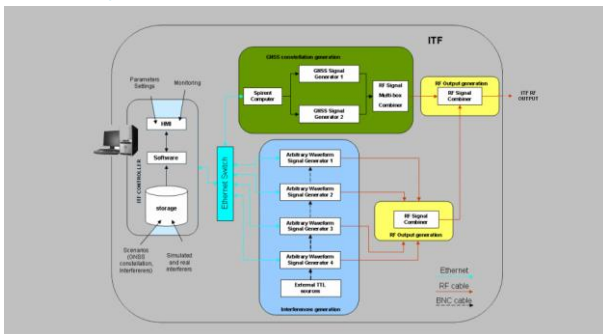 ITF
GNSS constellation generation
Parameters
Settings
Monitoring
HMI
Software
storage
ITF CONTROLLER
Scenarios
(GNSS
constellation,
interferers)
Simulated
and real
interferers
Ethernet Switch
Spirent
Computer
GNSS Signal
Generator 1
GNSS Signal
Generator 2
RF Signal
Multi-box
Combiner
RF Output generation
RF Signal
Combiner
ITF RF
OUTPUT
Arbitrary Waveform
Signal Generator 1
Arbitrary Waveform
Signal Generator 2
Arbitrary Waveform
Signal Generator 3
Arbitrary Waveform
Signal Generator 4
External TTL
sources
Interferences generation
RF Signal
Combiner
RF Output generation
Ethernet
RF cable
BNC cable